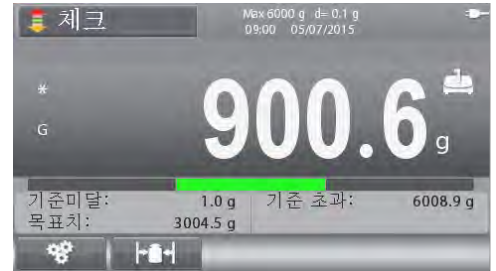 체크
Max 6000 g d= 0.1 g
09:00 05/07/2015
*
G
900.6 g
기준미달: 1.0 g 기준 초과: 6008.9 g
목표치: 3004.5 g